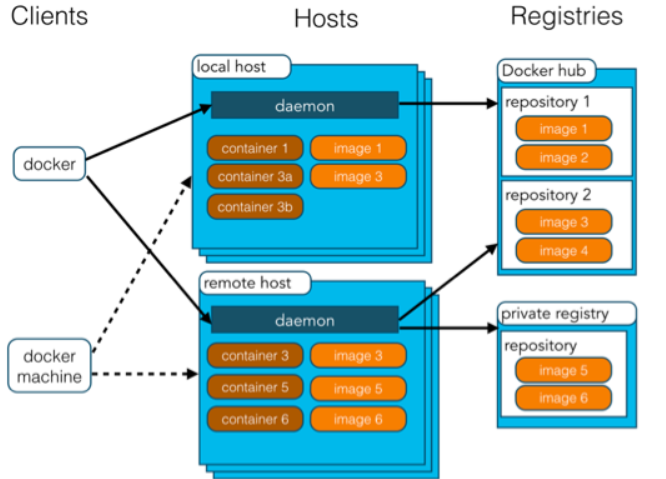 Clients
Hosts
Registries
local host
daemon
container 1
image 1
container 3a
image 3
container 3b
docker
remote host
daemon
container 3
image 3
container 5
image 5
container 6
image 6
docker
machine
Docker hub
repository 1
image 1
image 2
repository 2
image 3
image 4
private registry
repository
image 5
image 6